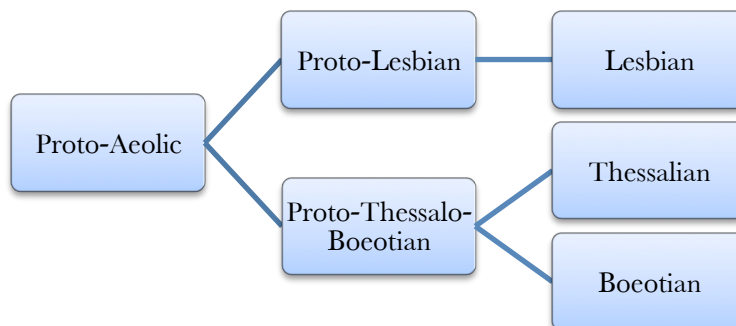 Proto-Aeolic
Proto-Lesbian
Lesbian
Proto-Thessalo-
Boeotian
Thessalian
Boeotian